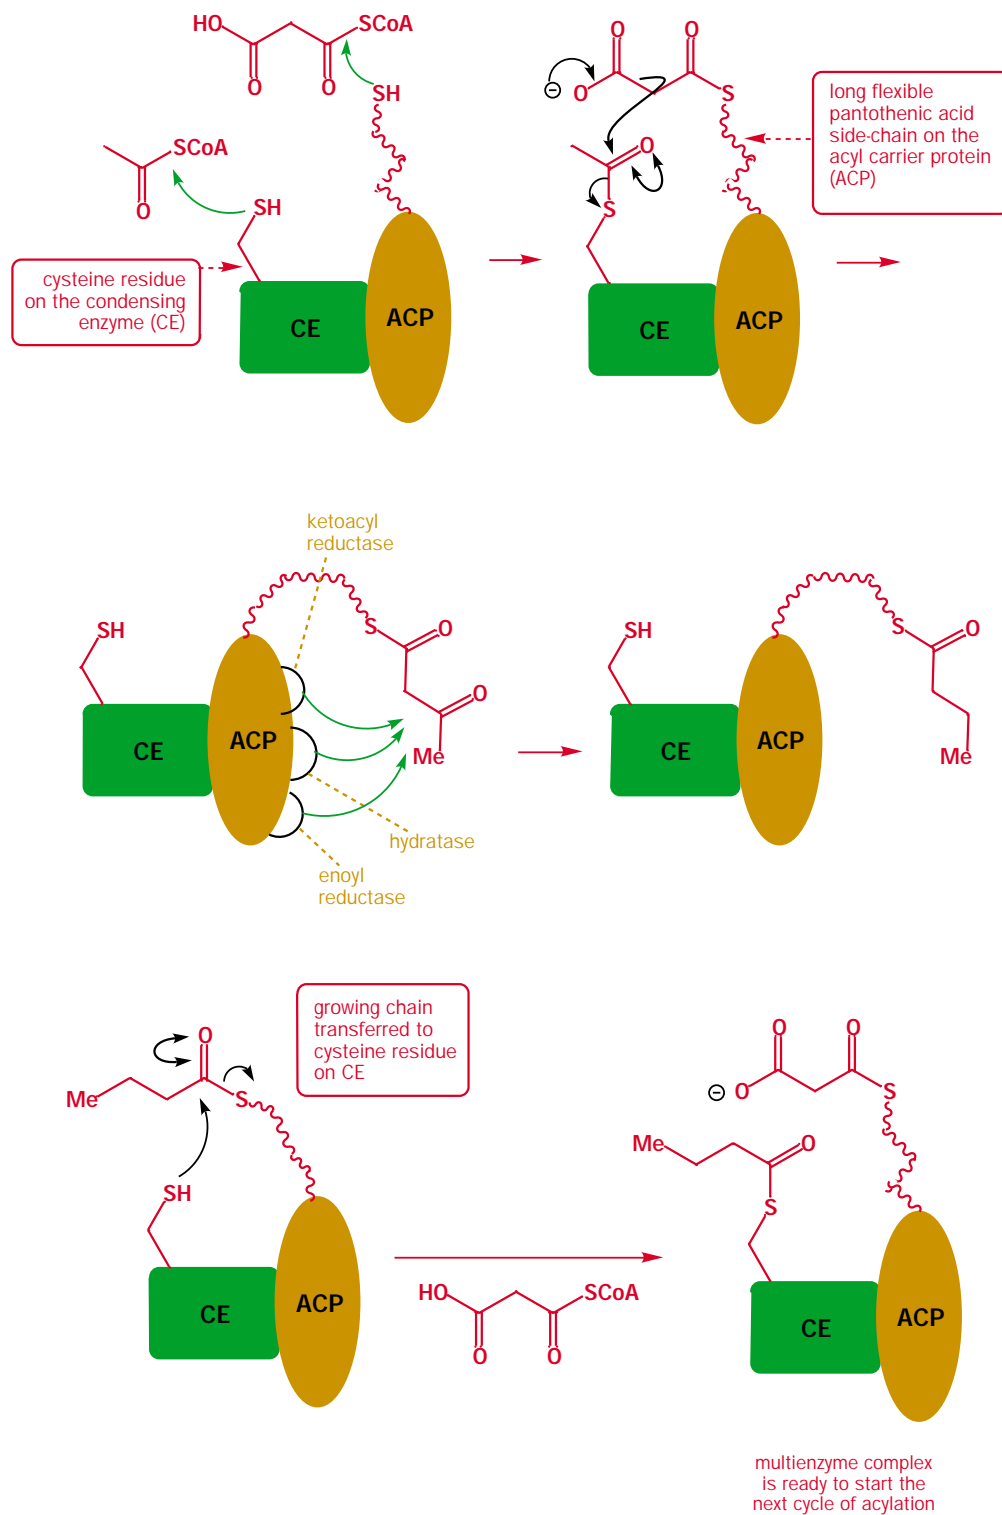 HO
SCoA
O
O
SH
SCoA
O
SH
cysteine residue
on the condensing
enzyme (CE)
CE
ACP
O
O
⊖
O
S
O
S
long flexible
pantothenic acid
side-chain on the
acyl carrier protein
(ACP)
CE
ACP
ketoacyl
reductase
SH
S
O
O
Me
CE
ACP
hydratase
enoyl
reductase
SH
S
O
Me
CE
ACP
growing chain
transferred to
cysteine residue
on CE
O
Me
S
SH
CE
ACP
HO
SCoA
O
O
O
O
⊖
O
S
Me
O
S
CE
ACP
multienzyme complex
is ready to start the
next cycle of acylation